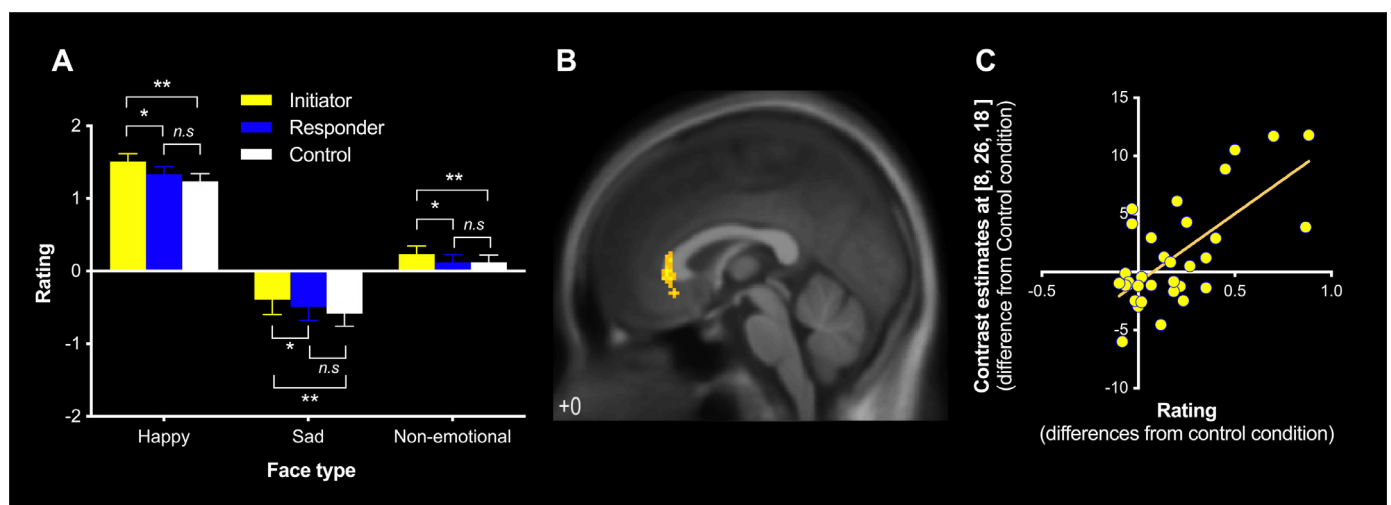 A
**
*
n.s
Initiator
Responder
Control
2
1
0
-1
-2
Rating
**
*
n.s
*
n.s
**
Happy
Sad
Non-emotional
Face type
B
+0
C
Contrast estimates at [8, 26, 18 ]
(difference from Control condition)
15
10
5
-5
-10
-0.5
0.5
1.0
Rating
(differences from control condition)